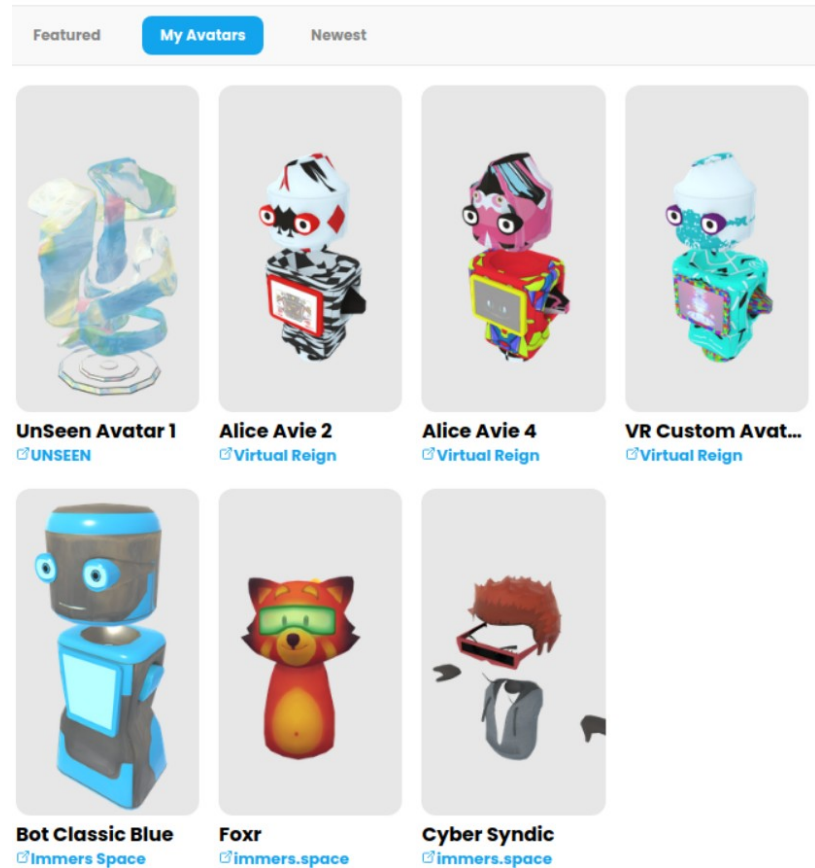 Featured
My Avatars
Newest
UnSeen Avatar 1
UNSEEN
Alice Avie 2
Virtual Reign
Alice Avie 4
Virtual Reign
VR Custom Avat...
Virtual Reign
Bot Classic Blue
Immers Space
Foxr
immers.space
Cyber Syndic
immers.space